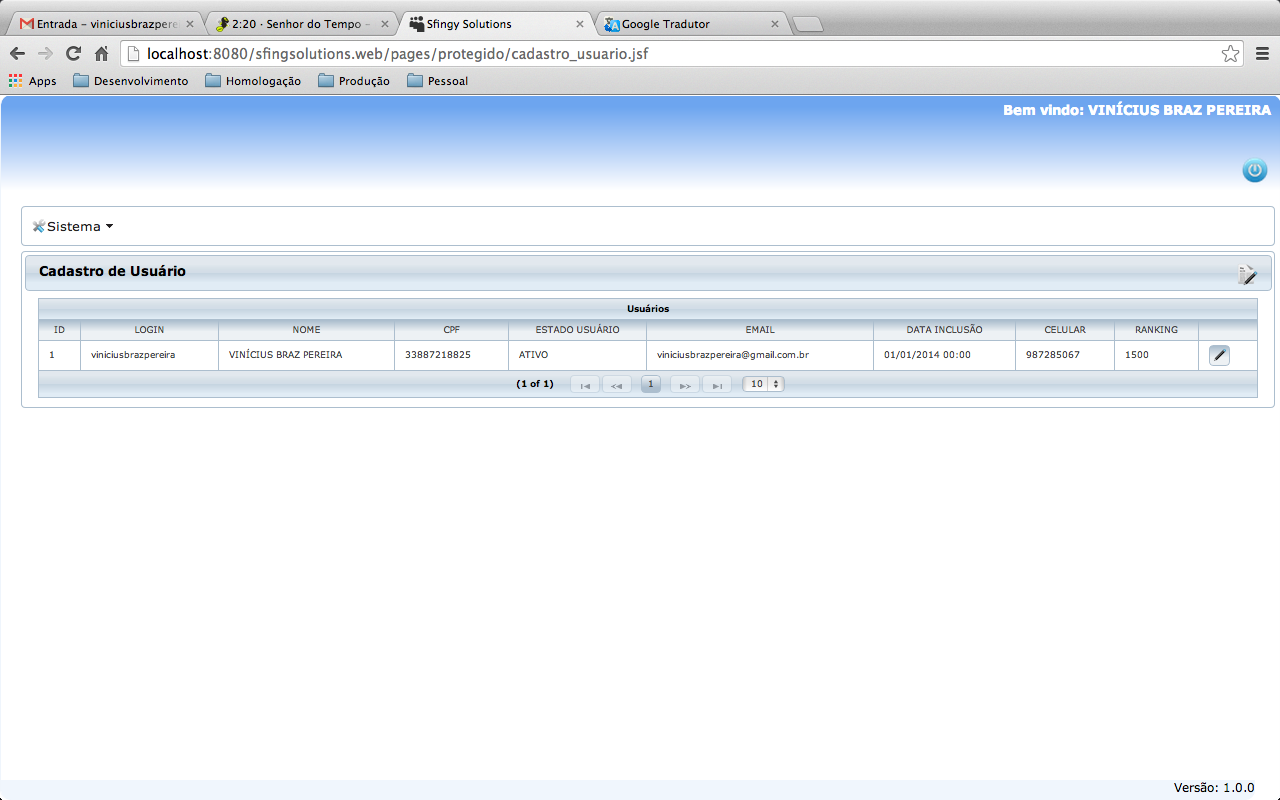 Entrada – viniciusbrazpere
2:20 · Senhor do Tempo –
Sfingy Solutions
Google Tradutor
localhost:8080/sfingsolutions.web/pages/protegido/cadastro_usuario.jsf
Apps Desenvolvimento Homologação Produção Pessoal
Bem vindo: VINÍCIUS BRAZ PEREIRA
Sistema
Cadastro de Usuário
Usuários
ID LOGIN NOME CPF ESTADO USUÁRIO EMAIL DATA INCLUSÃO CELULAR RANKING
1 viniciusbrazpereira VINÍCIUS BRAZ PEREIRA 33887218825 ATIVO viniciusbrazpereira@gmail.com.br 01/01/2014 00:00 987285067 1500
(1 of 1) 1 10
Versão: 1.0.0